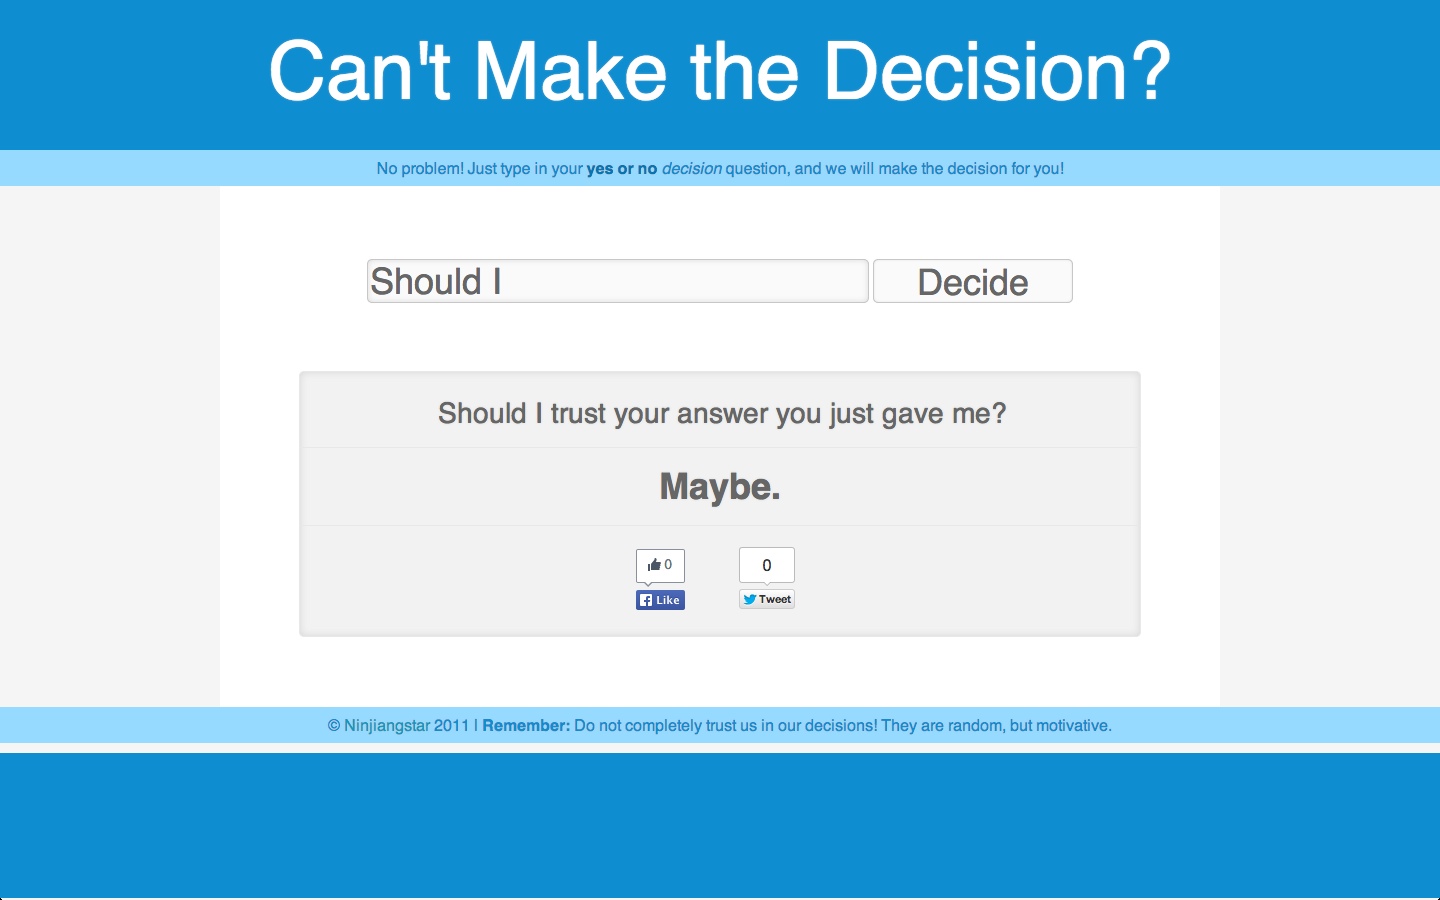 Can't Make the Decision?
No problem! Just type in your yes or no decision question, and we will make the decision for you!
Should I
Decide
Should I trust your answer you just gave me?
Maybe.
0
0
Like
Tweet
© Ninjiangstar 2011 | Remember: Do not completely trust us in our decisions! They are random, but motivative.